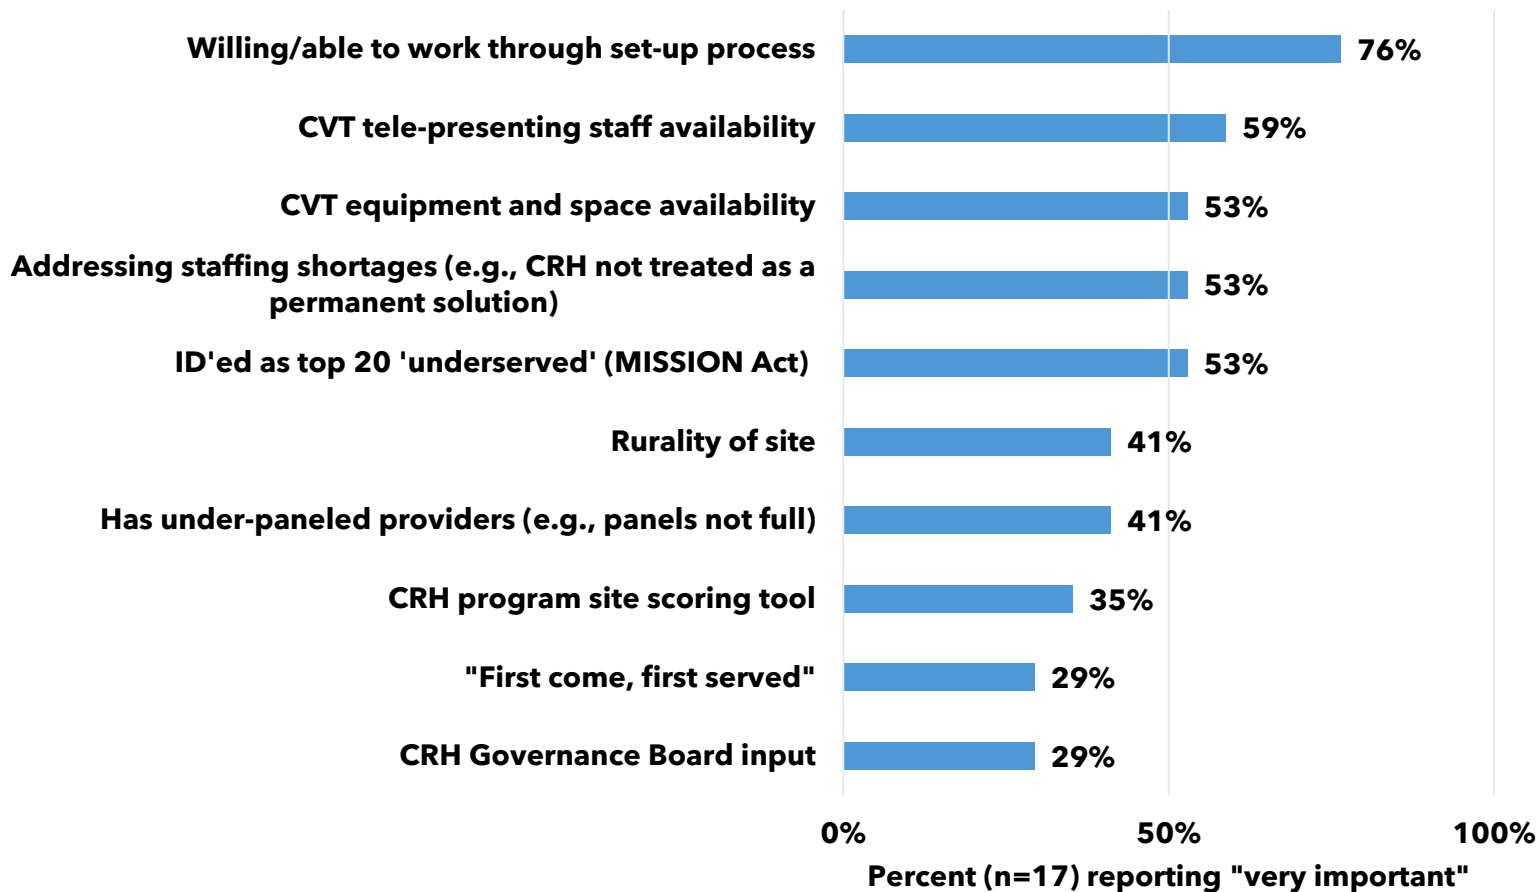 Willing/able to work through set-up process 76%
CVT tele-presenting staff availability 59%
CVT equipment and space availability 53%
Addressing staffing shortages (e.g., CRH not treated as a
permanent solution) 53%
ID'ed as top 20 'underserved' (MISSION Act) 53%
Rurality of site 41%
Has under-paneled providers (e.g., panels not full) 41%
CRH program site scoring tool 35%
"First come, first served" 29%
CRH Governance Board input 29%
0% 50% 100%
Percent (n=17) reporting "very important"